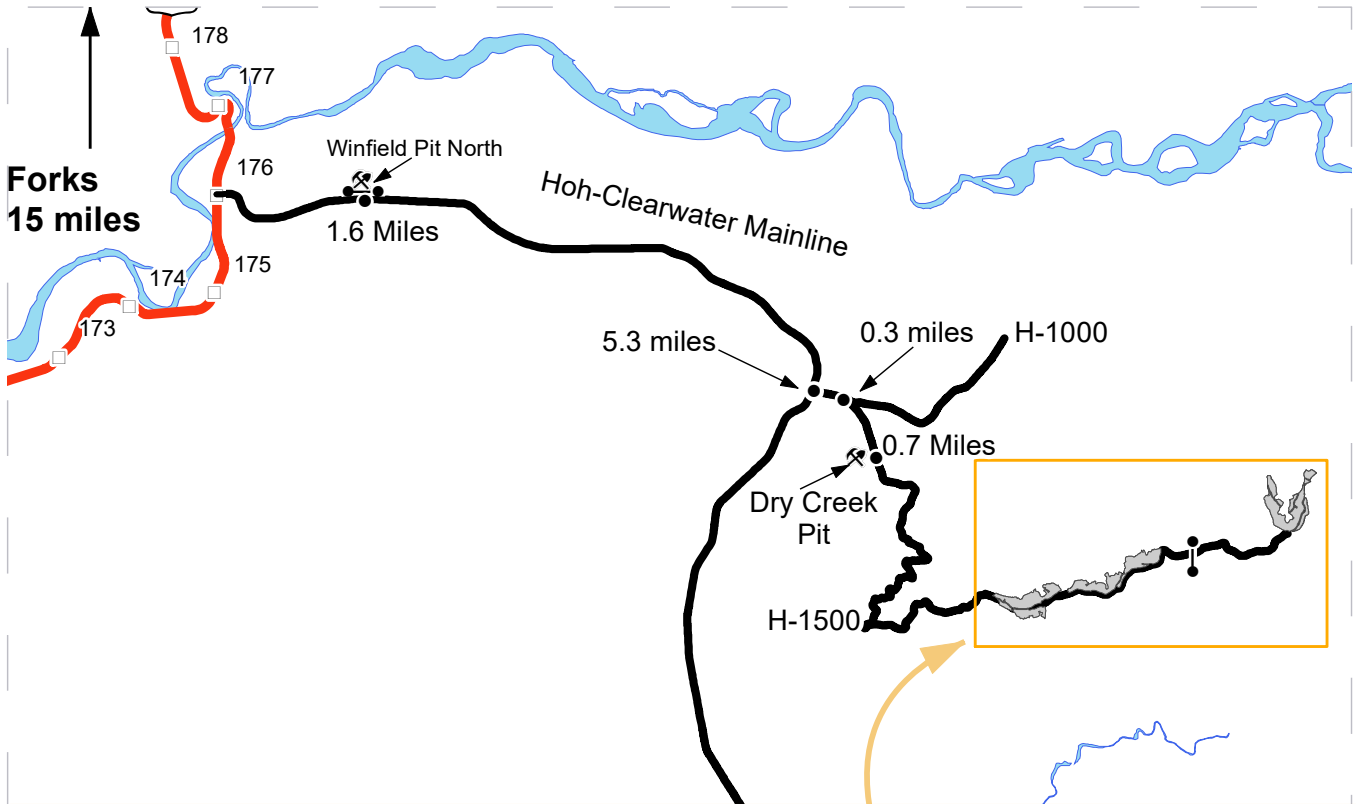 178
177
Winfield Pit North
176
Forks
15 miles
Hoh-Clearwater Mainline
1.6 Miles
175
174
173
5.3 miles
0.3 miles
H-1000
0.7 Miles
Dry Creek
Pit
H-1500